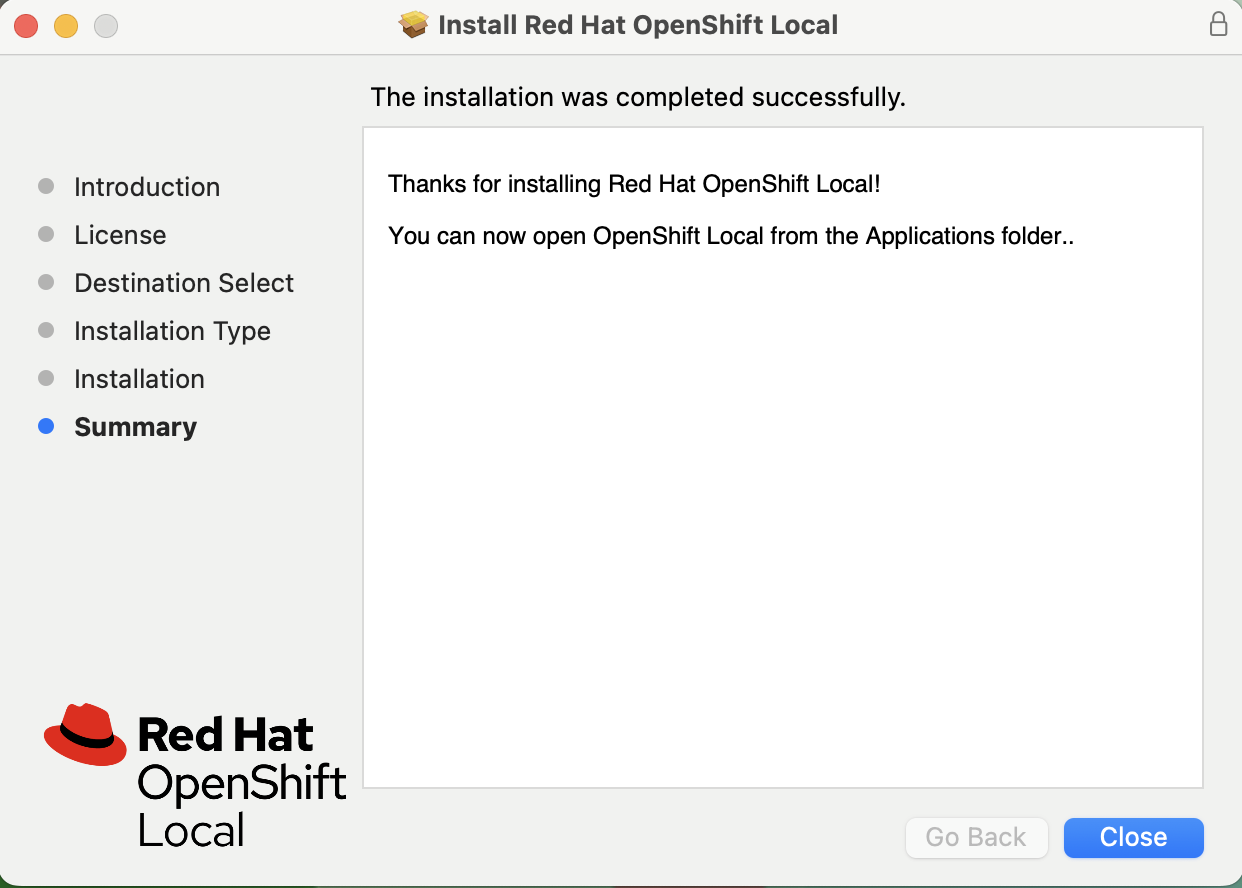 Install Red Hat OpenShift Local
The installation was completed successfully.
Introduction
License
Destination Select
Installation Type
Installation
Summary
Thanks for installing Red Hat OpenShift Local!
You can now open OpenShift Local from the Applications folder..
Red Hat
OpenShift
Local
Go Back
Close